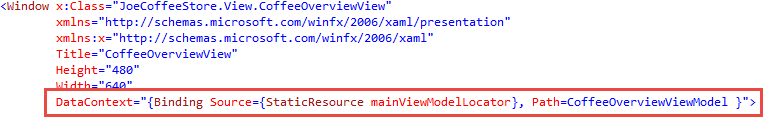 <Window x:Class="JoeCoffeeStore.View.CoffeeOverviewView"
xmlns="http://schemas.microsoft.com/winfx/2006/xaml/presentation"
xmlns:x="http://schemas.microsoft.com/winfx/2006/xaml"
Title="CoffeeOverviewView"
Height="480"
Width="640"
DataContext="{Binding Source={StaticResource mainViewModelLocator}, Path=CoffeeOverviewViewModel }">